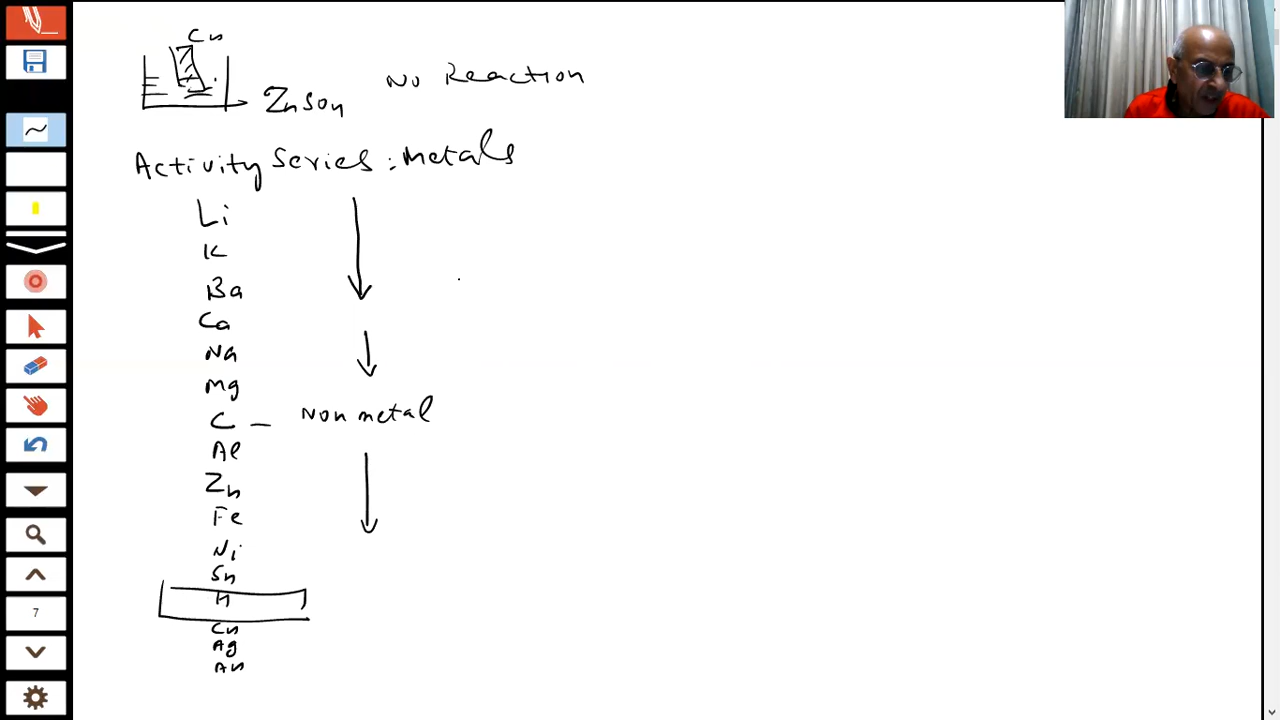 Cu
No Reaction
ZnSO4
Activity Series : Metals
Li
K
Ba
Ca
Na
Mg
C – Non metal
Al
Zn
Fe
Ni
Sn
H
Cu
Ag
Au
7